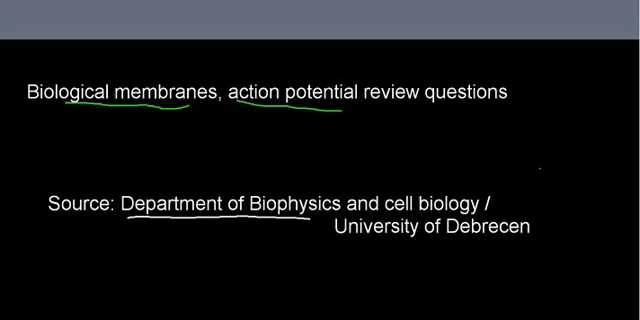 Biological membranes, action potential review questions
Source: Department of Biophysics and cell biology /
University of Debrecen